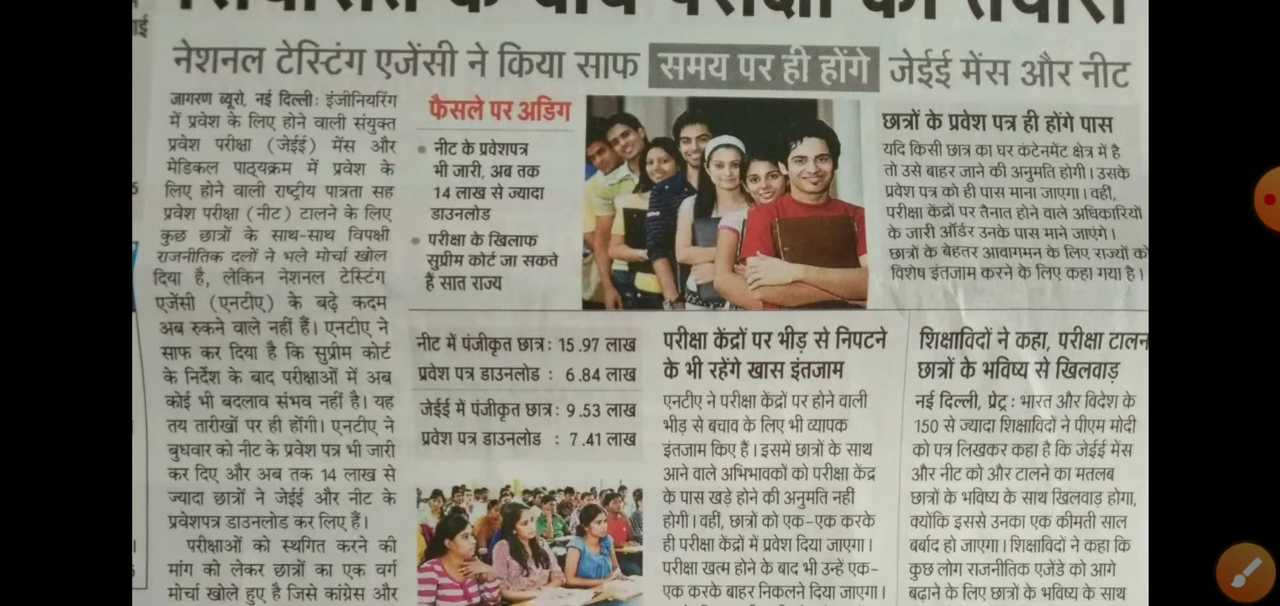 नेशनल टेस्टिंग एजेंसी ने किया साफ समय पर ही होंगे जेईई मेंस और नीट
जागरण ब्यूरो, नई दिल्ली: इंजीनियरिंग
में प्रवेश के लिए होने वाली संयुक्त
प्रवेश परीक्षा (जेईई) मेंस और
मेडिकल पाठ्यक्रम में प्रवेश के
लिए होने वाली राष्ट्रीय पात्रता सह
प्रवेश परीक्षा (नीट) टालने के लिए
कुछ छात्रों के साथ-साथ विपक्षी
राजनीतिक दलों ने भले मोर्चा खोल
दिया है, लेकिन नेशनल टेस्टिंग
एजेंसी (एनटीए) के बढ़े कदम
अब रुकने वाले नहीं हैं। एनटीए ने
साफ कर दिया है कि सुप्रीम कोर्ट
के निर्देश के बाद परीक्षाओं में अब
कोई भी बदलाव संभव नहीं है। यह
तय तारीखों पर ही होंगी। एनटीए ने
बुधवार को नीट के प्रवेश पत्र भी जारी
कर दिए और अब तक 14 लाख से
ज्यादा छात्रों ने जेईई और नीट के
प्रवेशपत्र डाउनलोड कर लिए हैं।
परीक्षाओं को स्थगित करने की
मांग को लेकर छात्रों का एक वर्ग
मोर्चा खोले हुए है जिसे कांग्रेस और
फैसले पर अडिग
नीट के प्रवेशपत्र
भी जारी, अब तक
14 लाख से ज्यादा
डाउनलोड
परीक्षा के खिलाफ
सुप्रीम कोर्ट जा सकते
हैं सात राज्य
छात्रों के प्रवेश पत्र ही होंगे पास
यदि किसी छात्र का घर कंटेनमेंट क्षेत्र में है
तो उसे बाहर जाने की अनुमति होगी। उसके
प्रवेश पत्र को ही पास माना जाएगा। वहीं,
परीक्षा केंद्रों पर तैनात होने वाले अधिकारियों
के जारी ऑर्डर उनके पास माने जाएंगे।
छात्रों के बेहतर आवागमन के लिए राज्यों को
विशेष इंतजाम करने के लिए कहा गया है।
नीट में पंजीकृत छात्र: 15.97 लाख
प्रवेश पत्र डाउनलोड : 6.84 लाख
जेईई में पंजीकृत छात्र: 9.53 लाख
प्रवेश पत्र डाउनलोड : 7.41 लाख
परीक्षा केंद्रों पर भीड़ से निपटने
के भी रहेंगे खास इंतजाम
एनटीए ने परीक्षा केंद्रों पर होने वाली
भीड़ से बचाव के लिए भी व्यापक
इंतजाम किए हैं। इसमें छात्रों के साथ
आने वाले अभिभावकों को परीक्षा केंद्र
के पास खड़े होने की अनुमति नहीं
होगी। वहीं, छात्रों को एक-एक करके
ही परीक्षा केंद्रों में प्रवेश दिया जाएगा।
परीक्षा खत्म होने के बाद भी उन्हें एक-
एक करके बाहर निकलने दिया जाएगा।
शिक्षाविदों ने कहा, परीक्षा टालन
छात्रों के भविष्य से खिलवाड़
नई दिल्ली, प्रेट्र: भारत और विदेश के
150 से ज्यादा शिक्षाविदों ने पीएम मोदी
को पत्र लिखकर कहा है कि जेईई मेंस
और नीट को और टालने का मतलब
छात्रों के भविष्य के साथ खिलवाड़ होगा,
क्योंकि इससे उनका एक कीमती साल
बर्बाद हो जाएगा। शिक्षाविदों ने कहा कि
कुछ लोग राजनीतिक एजेंडे को आगे
बढ़ाने के लिए छात्रों के भविष्य के साथ